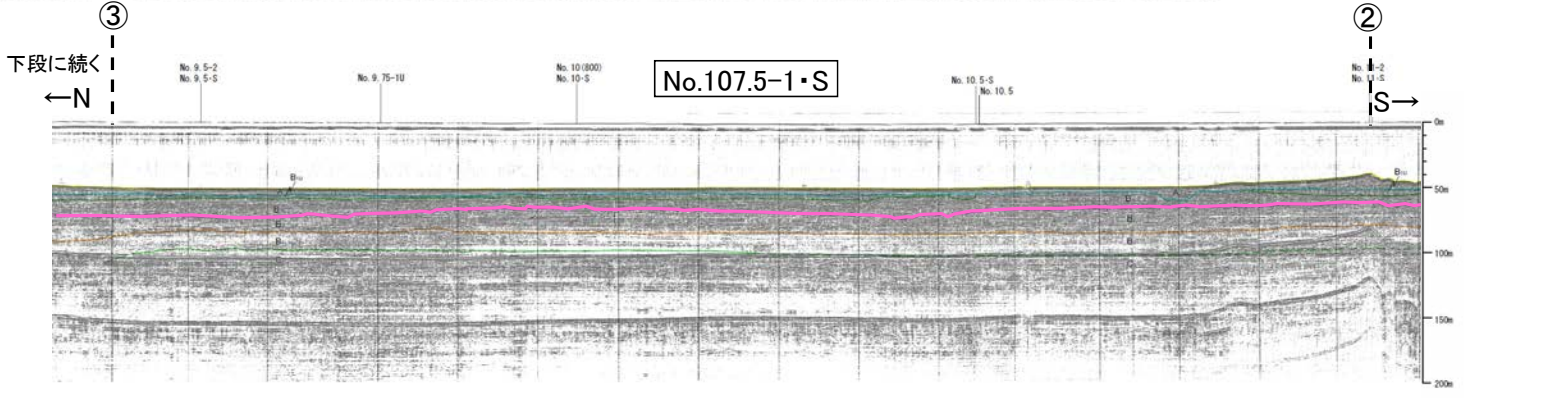 ③
②
下段に続く
←N
No. 9.5-2
No. 9.5・S
No. 9.75-1U
No. 10(800)
No. 10・S
No.107.5-1・S
No. 10.5・S
No. 10.5
S→
0m
50m
100m
150m
200m